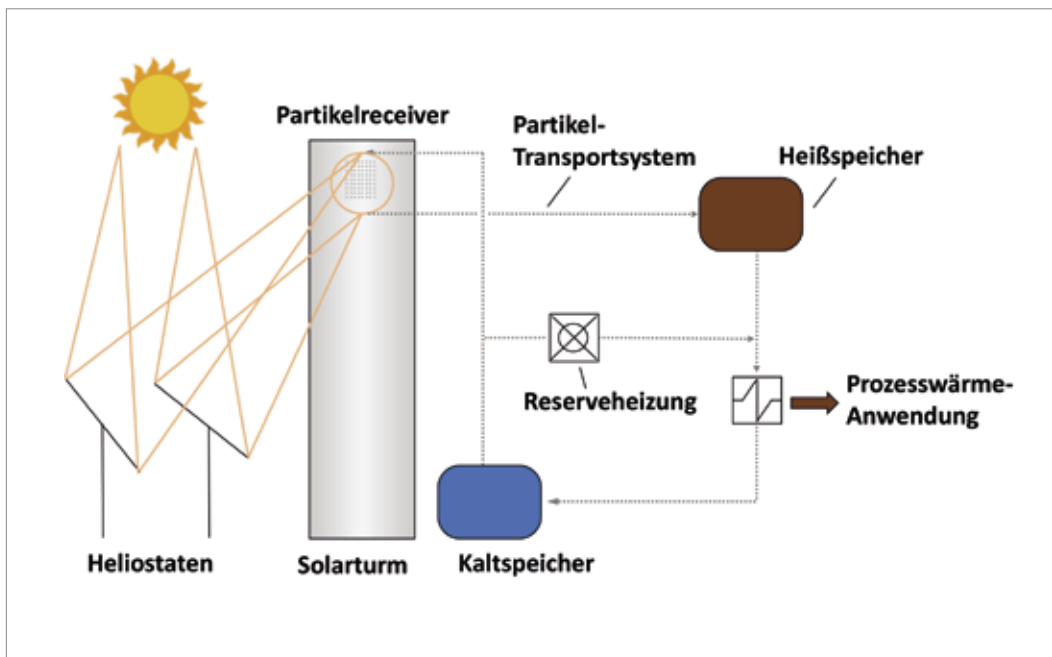 Partikelreceiver
Partikel-
Transportsystem
Heißspeicher
Reserveheizung
Prozesswärme-
Anwendung
Heliostaten
Solarturm
Kaltspeicher